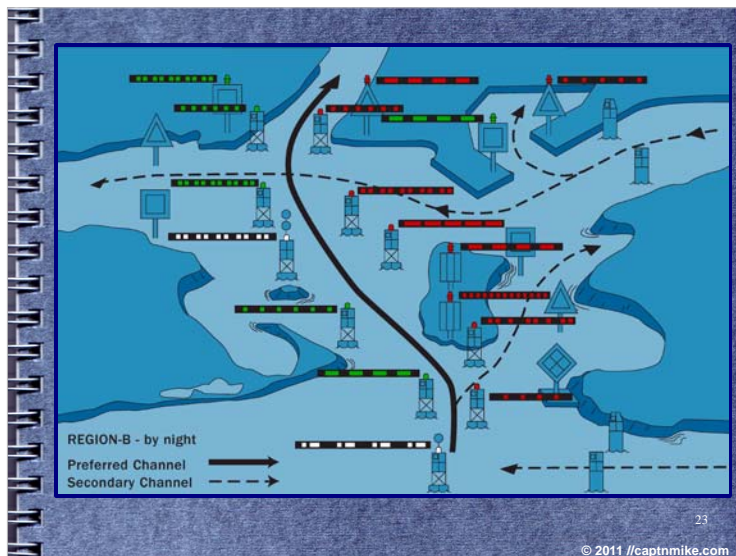 REGION-B - by night
Preferred Channel
Secondary Channel
23
© 2011 //captnmike.com